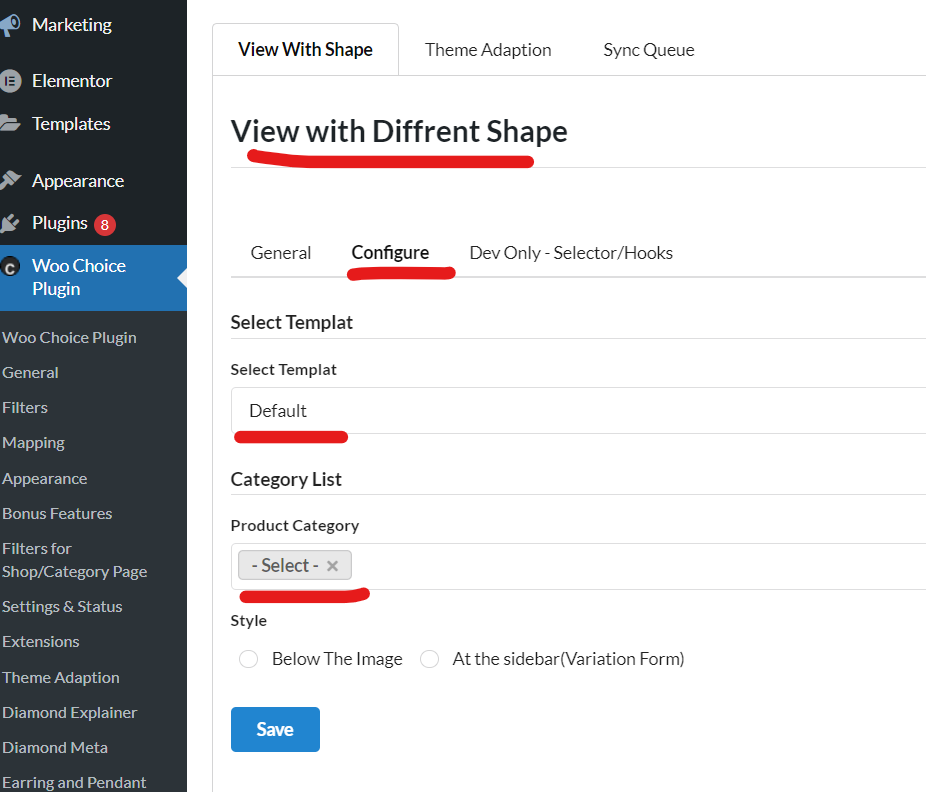 Marketing
Elementor
Templates
Appearance
Plugins 8
Woo Choice
Plugin
Woo Choice Plugin
General
Filters
Mapping
Appearance
Bonus Features
Filters for
Shop/Category Page
Settings & Status
Extensions
Theme Adaption
Diamond Explainer
Diamond Meta
Earring and Pendant
View With Shape Theme Adaption Sync Queue
View with Diffrent Shape
General Configure Dev Only - Selector/Hooks
Select Templat
Select Templat
Default
Category List
Product Category
- Select - ×
Style
Below The Image At the sidebar(Variation Form)
Save